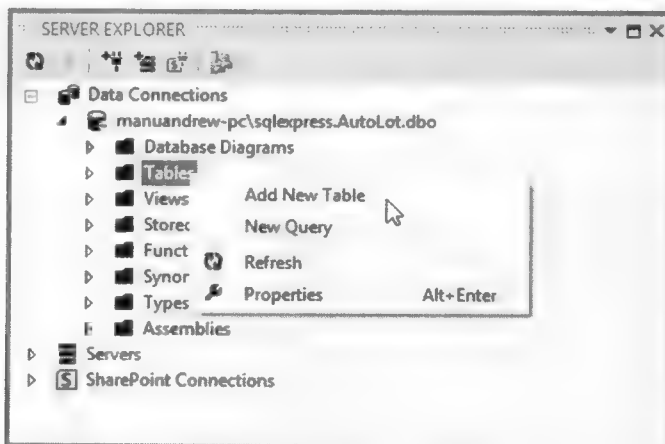 SERVER EXPLORER
Data Connections
manuandrew-pc\sqlexpress.AutoLot.dbo
Database Diagrams
Tables
Views
Storec
Funct
Synor
Types
Assemblies
Servers
SharePoint Connections
Add New Table
New Query
Refresh
Properties Alt+Enter